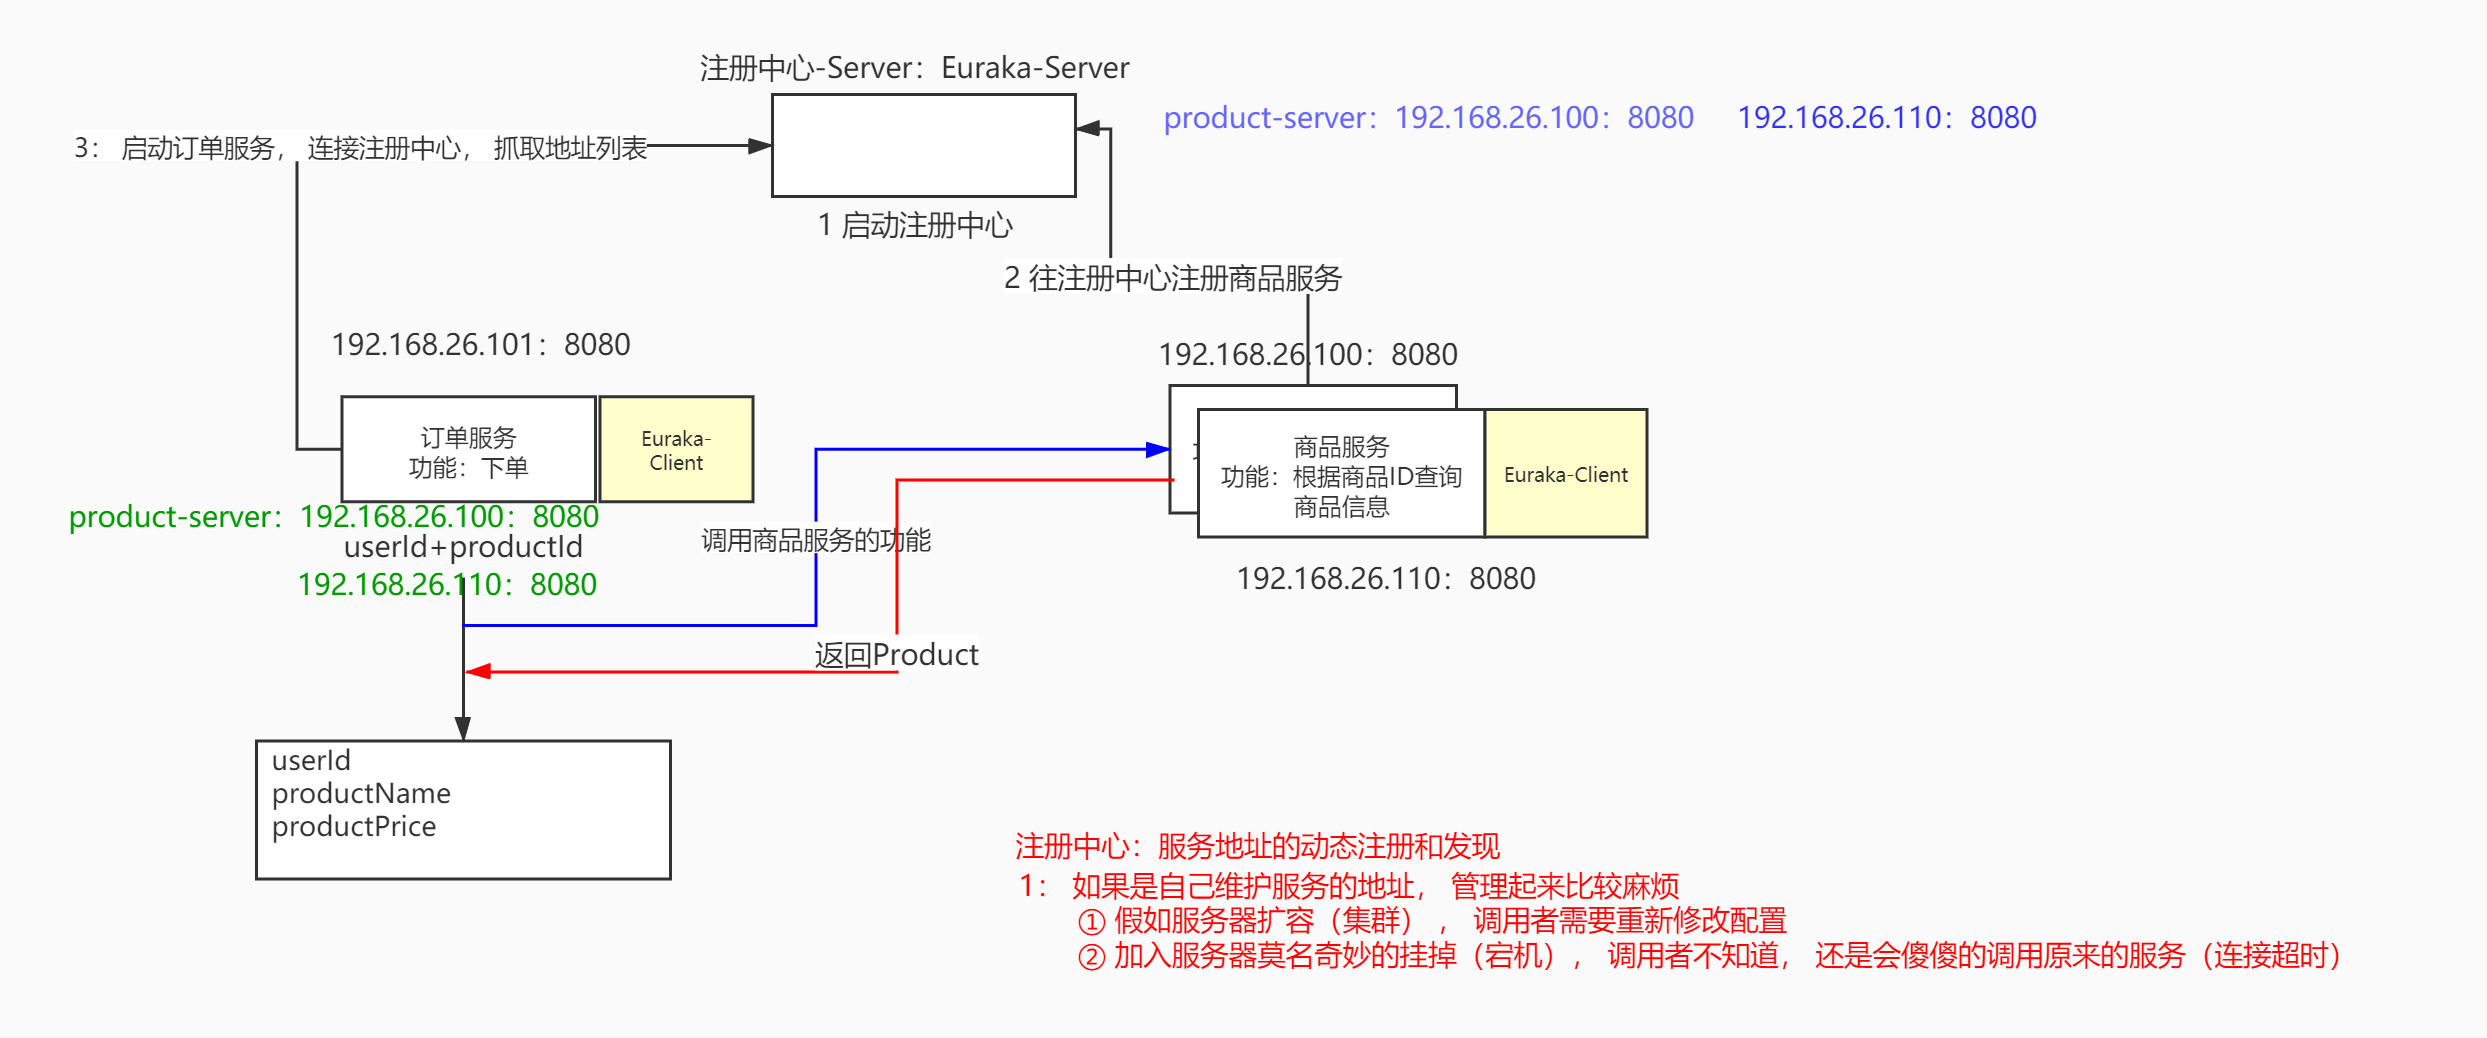 注册中心-Server：Euraka-Server
product-server：192.168.26.100：8080
192.168.26.110：8080
3： 启动订单服务， 连接注册中心， 抓取地址列表
1 启动注册中心
2 往注册中心注册商品服务
192.168.26.101：8080
192.168.26.100：8080
订单服务
功能：下单
Euraka-
Client
商品服务
功能：根据商品ID查询
商品信息
Euraka-Client
product-server：192.168.26.100：8080
userId+productId
192.168.26.110：8080
调用商品服务的功能
192.168.26.110：8080
返回Product
userId
productName
productPrice
注册中心：服务地址的动态注册和发现
1： 如果是自己维护服务的地址， 管理起来比较麻烦
① 假如服务器扩容（集群） ， 调用者需要重新修改配置
② 加入服务器莫名奇妙的挂掉（宕机）， 调用者不知道， 还是会傻傻的调用原来的服务（连接超时）